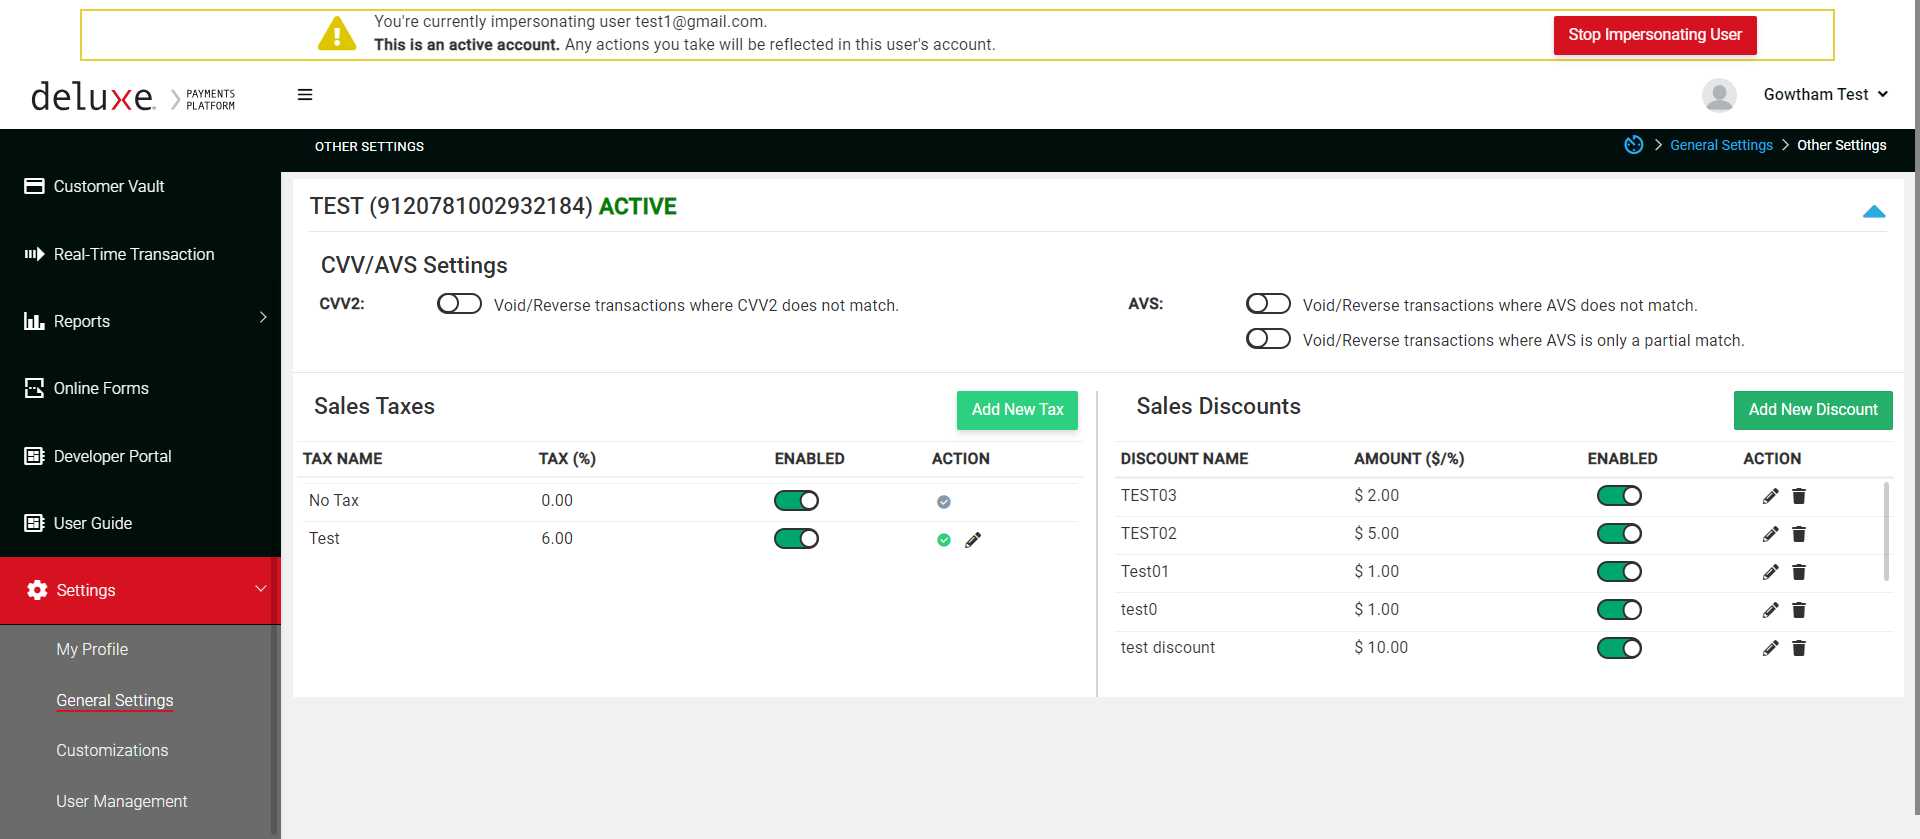 You're currently impersonating user test1@gmail.com.
This is an active account. Any actions you take will be reflected in this user's account.
Stop Impersonating User
deluxe. PAYMENTS PLATFORM
Gowtham Test
OTHER SETTINGS
General Settings
Other Settings
Customer Vault
Real-Time Transaction
Reports
Online Forms
Developer Portal
User Guide
Settings
My Profile
General Settings
Customizations
User Management
TEST (9120781002932184) ACTIVE
CVV/AVS Settings
CVV2: Void/Reverse transactions where CVV2 does not match.
AVS: Void/Reverse transactions where AVS does not match.
Void/Reverse transactions where AVS is only a partial match.
Sales Taxes
Add New Tax
TAX NAME TAX (%) ENABLED ACTION
No Tax 0.00
Test 6.00
Sales Discounts
Add New Discount
DISCOUNT NAME AMOUNT ($/%) ENABLED ACTION
TEST03 $ 2.00
TEST02 $ 5.00
Test01 $ 1.00
test0 $ 1.00
test discount $ 10.00